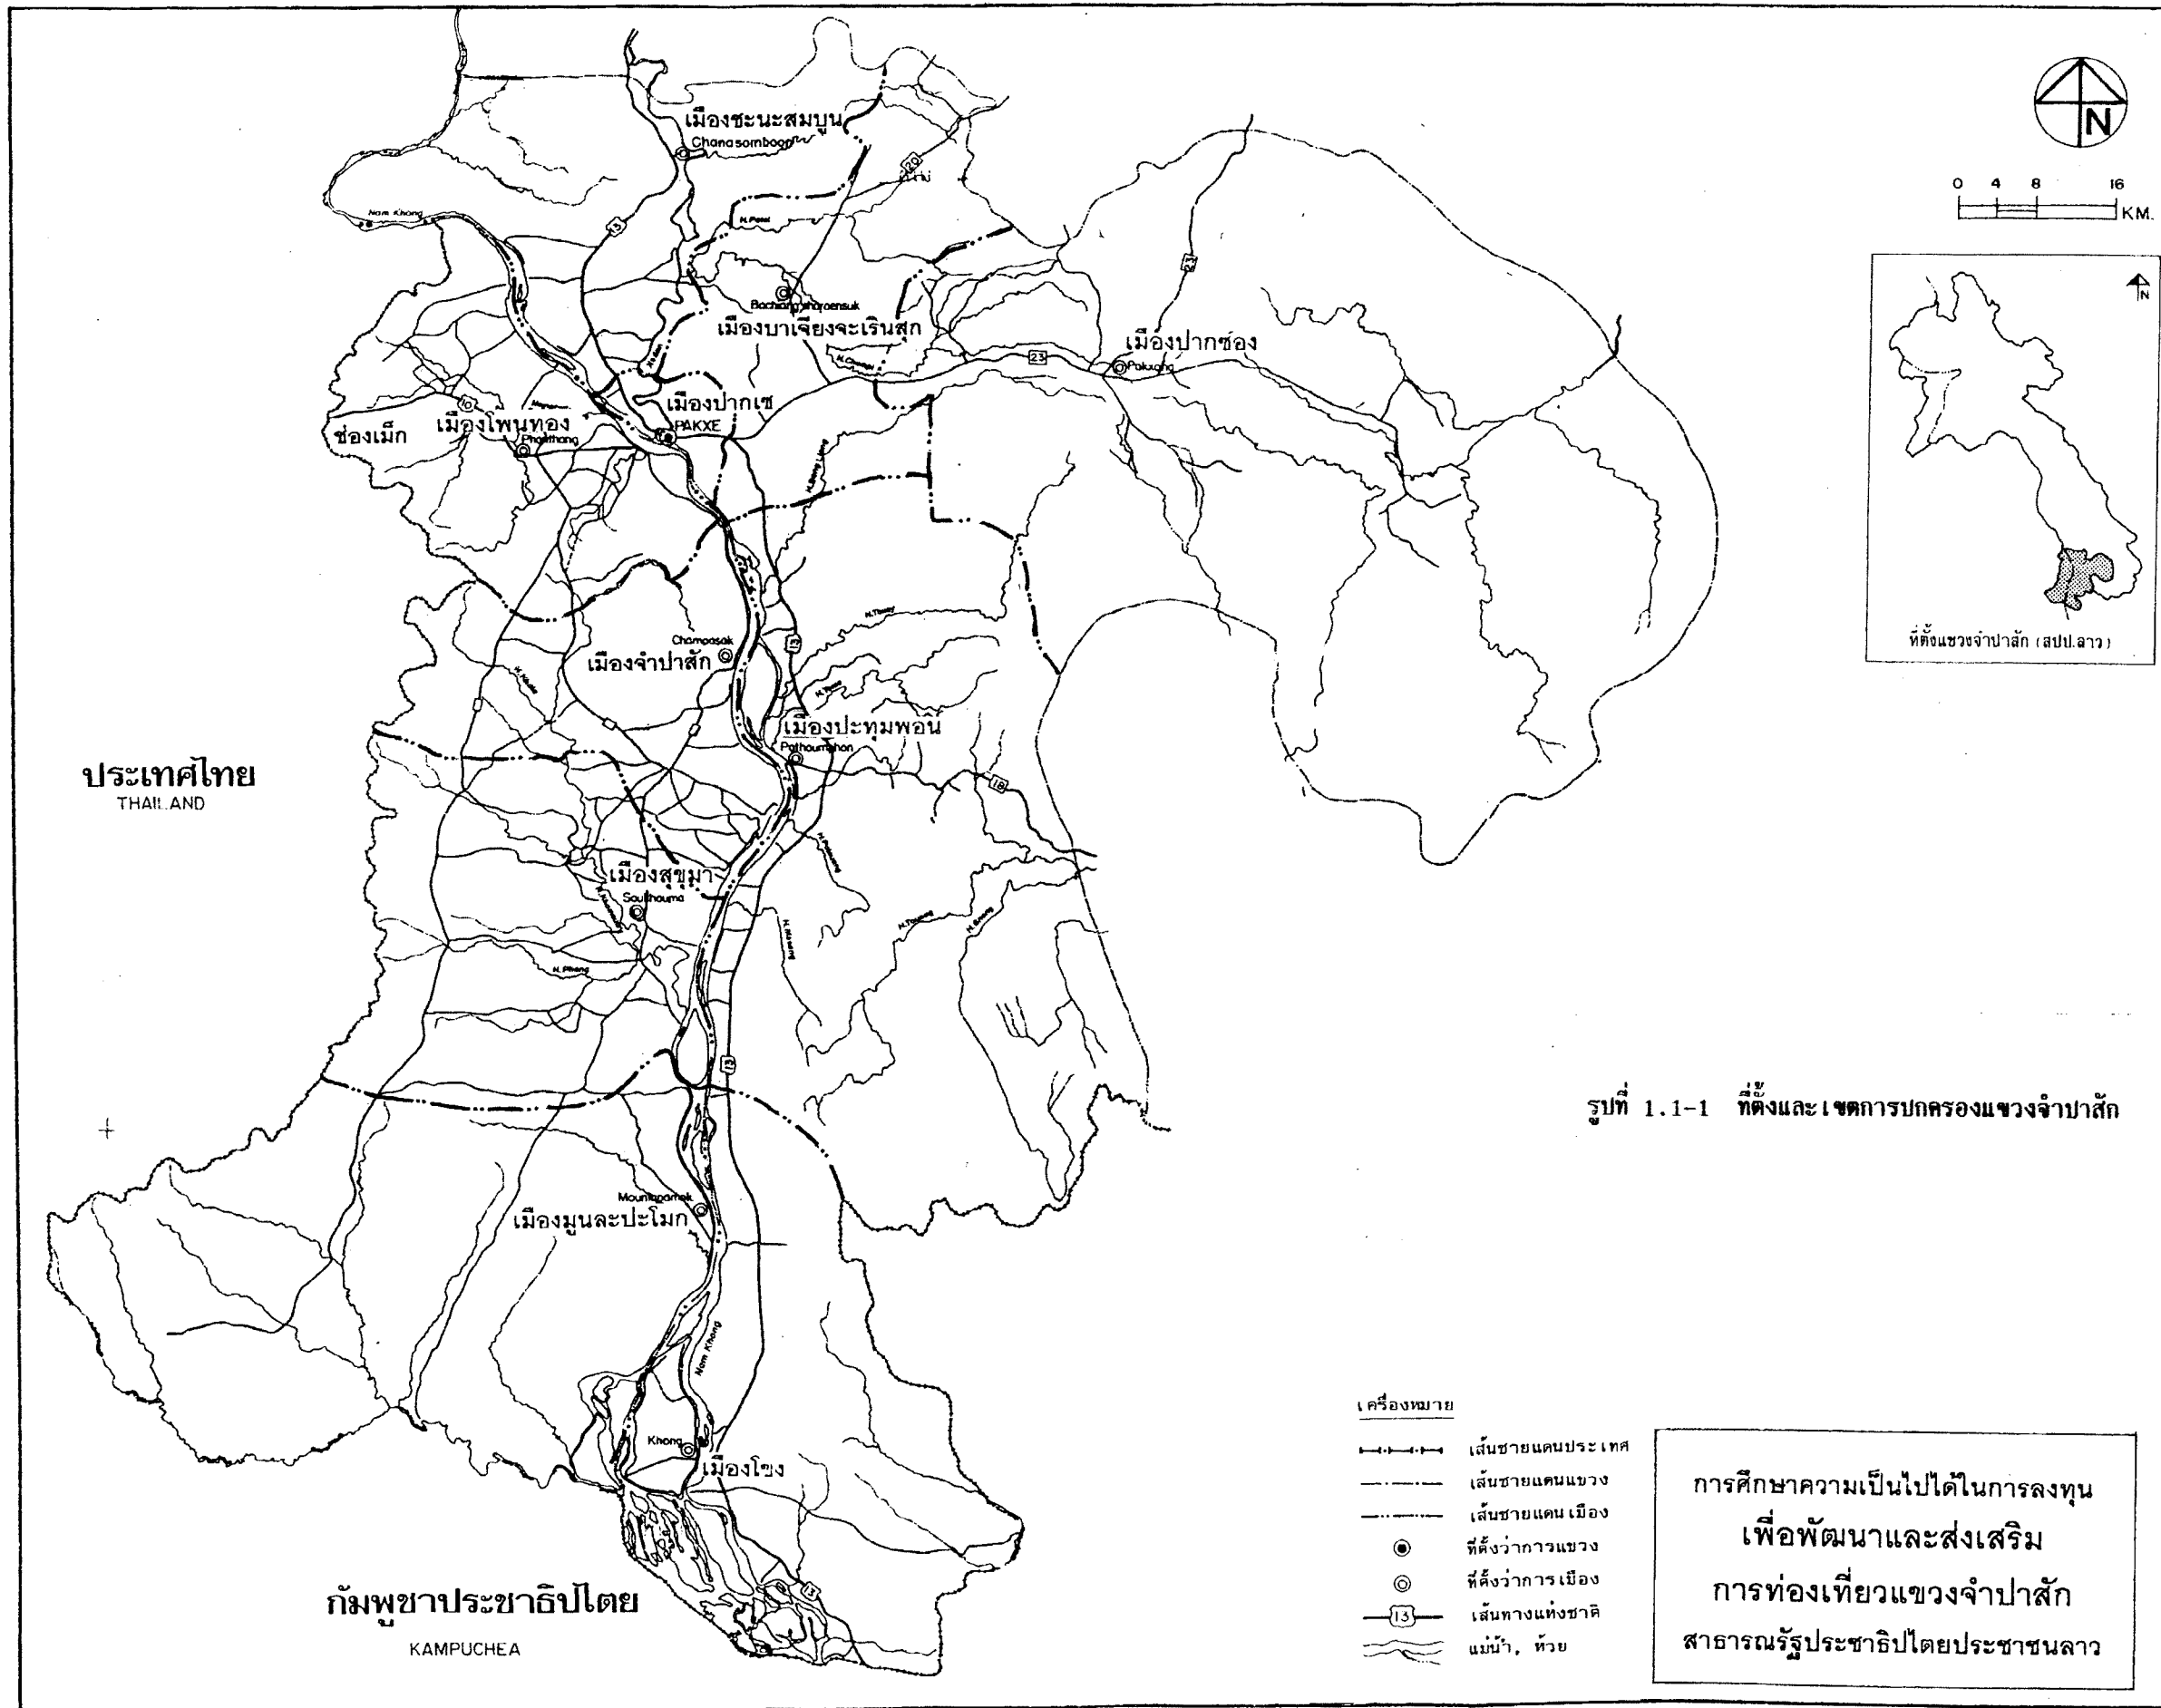 เมืองชะนะสมบูน
Chanasomboon
N
0 4 8 16
KM.
20
Nam Khong
13
H. Palai
23
N
Bachiangcharoensuk
เมืองบาเจียงจะเรินสุก
เมืองปากซ่อง
Pakxong
23
H. Champi
10
เมืองปากเซ
PAKXE
ช่องเม็ก
เมืองโพนทอง
Phonthong
H. Bang Lieng
ที่ตั้งแขวงจำปาสัก (สปป.ลาว)
Champasak
เมืองจำปาสัก
13
เมืองปะทุมพอน
Pathoumphon
18
ประเทศไทย
THAILAND
เมืองสุขุมา
Soukhouma
H. Phang
13
รูปที่ 1.1-1 ที่ตั้งและเขตการปกครองแขวงจำปาสัก
Mounlapamok
เมืองมูนละปะโมก
Nam Khong
Khong
เมืองโขง
13
กัมพูชาประชาธิปไตย
KAMPUCHEA
เครื่องหมาย
เส้นชายแดนประเทศ
เส้นชายแดนแขวง
เส้นชายแดนเมือง
ที่ตั้งว่าการแขวง
ที่ตั้งว่าการเมือง
13 เส้นทางแห่งชาติ
แม่น้ำ, ห้วย
การศึกษาความเป็นไปได้ในการลงทุน
เพื่อพัฒนาและส่งเสริม
การท่องเที่ยวแขวงจำปาสัก
สาธารณรัฐประชาธิปไตยประชาชนลาว